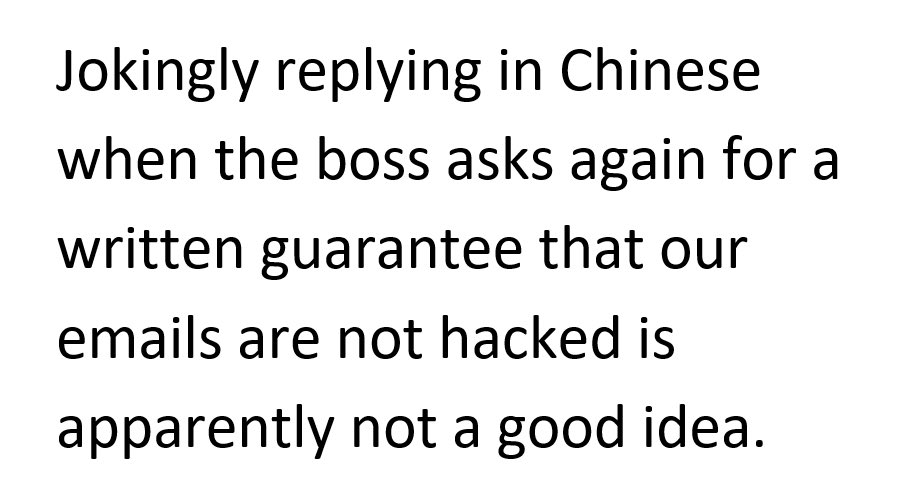 Jokingly replying in Chinese
when the boss asks again for a
written guarantee that our
emails are not hacked is
apparently not a good idea.